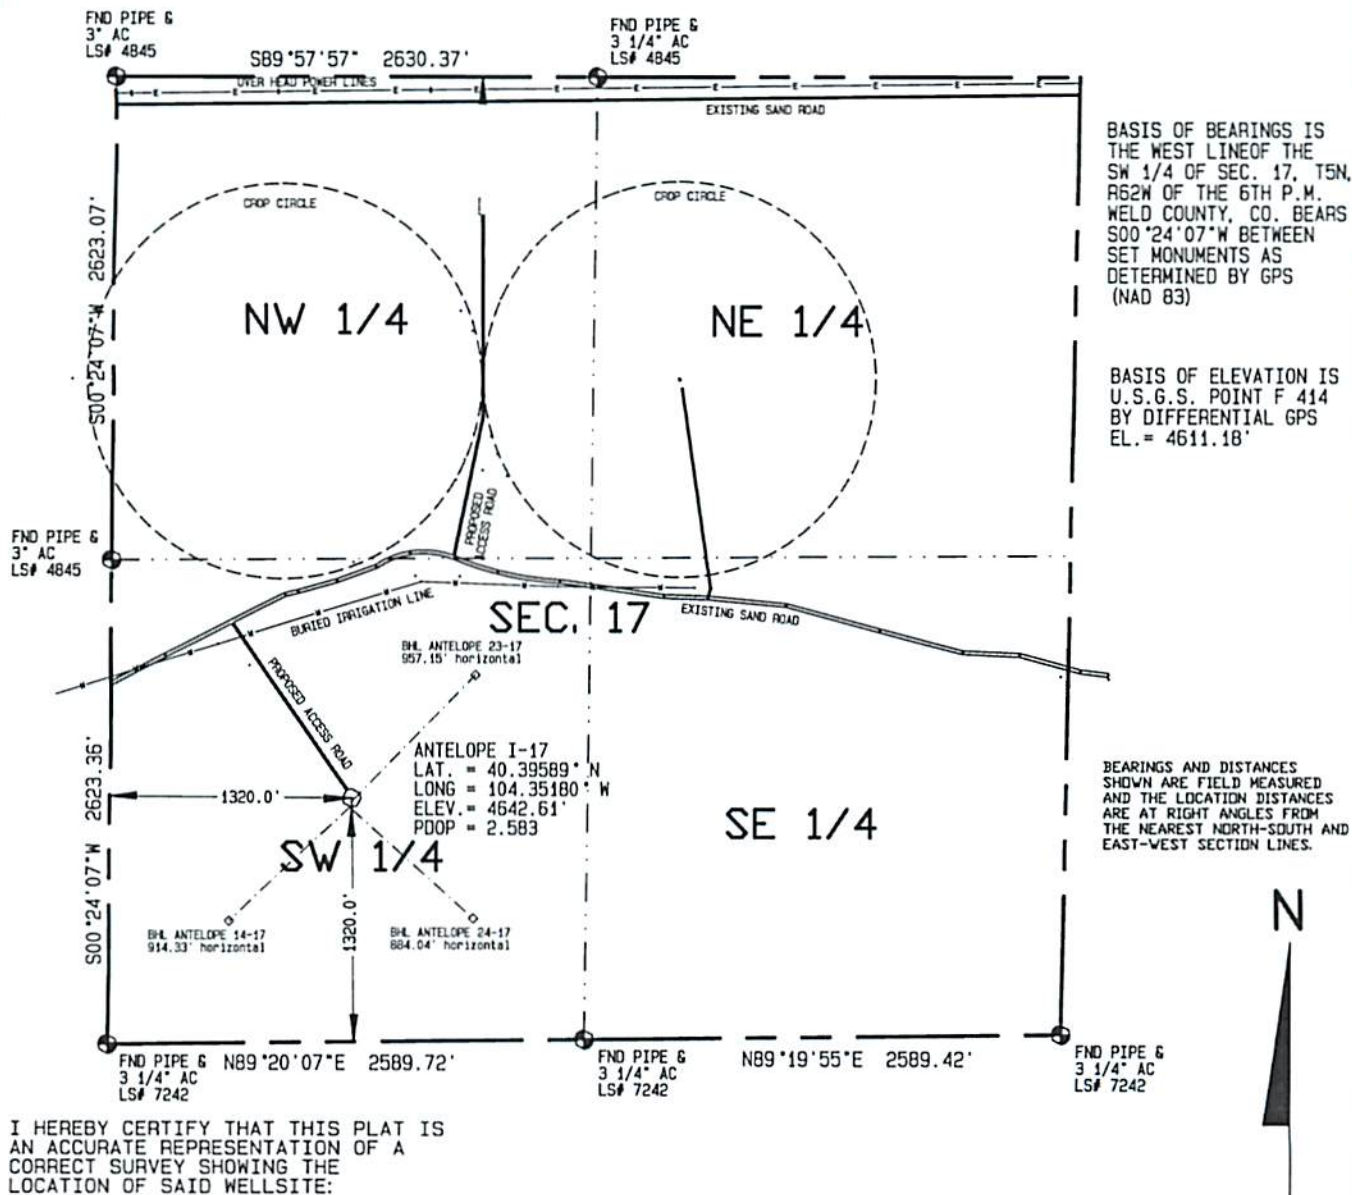 FND PIPE &
3" AC
LS# 4845
S89°57'57" 2630.37'
FND PIPE &
3 1/4" AC
LS# 4845
OVER HEAD POWER LINES
EXISTING SAND ROAD
BASIS OF BEARINGS IS
THE WEST LINEOF THE
SW 1/4 OF SEC. 17, T5N,
R62W OF THE 6TH P.M.
WELD COUNTY, CO. BEARS
S00°24'07"W BETWEEN
SET MONUMENTS AS
DETERMINED BY GPS
(NAD 83)
CROP CIRCLE
CROP CIRCLE
S00°24'07"W 2623.07'
NW 1/4
NE 1/4
BASIS OF ELEVATION IS
U.S.G.S. POINT F 414
BY DIFFERENTIAL GPS
EL.= 4611.18'
PROPOSED
ACCESS ROAD
FND PIPE &
3" AC
LS# 4845
BURIED IRRIGATION LINE
SEC. 17
EXISTING SAND ROAD
BHL ANTELOPE 23-17
957.15' horizontal
PROPOSED ACCESS ROAD
ANTELOPE I-17
LAT. = 40.39589° N
LONG = 104.35180° W
ELEV.= 4642.61'
PDOP = 2.583
1320.0'
S00°24'07"W 2623.36'
SW 1/4
SE 1/4
BEARINGS AND DISTANCES
SHOWN ARE FIELD MEASURED
AND THE LOCATION DISTANCES
ARE AT RIGHT ANGLES FROM
THE NEAREST NORTH-SOUTH AND
EAST-WEST SECTION LINES.
1320.0'
BHL ANTELOPE 14-17
914.33' horizontal
BHL ANTELOPE 24-17
884.04' horizontal
N
FND PIPE &
3 1/4" AC
LS# 7242
N89°20'07"E 2589.72'
FND PIPE &
3 1/4" AC
LS# 7242
N89°19'55"E 2589.42'
FND PIPE &
3 1/4" AC
LS# 7242
I HEREBY CERTIFY THAT THIS PLAT IS
AN ACCURATE REPRESENTATION OF A
CORRECT SURVEY SHOWING THE
LOCATION OF SAID WELLSITE: